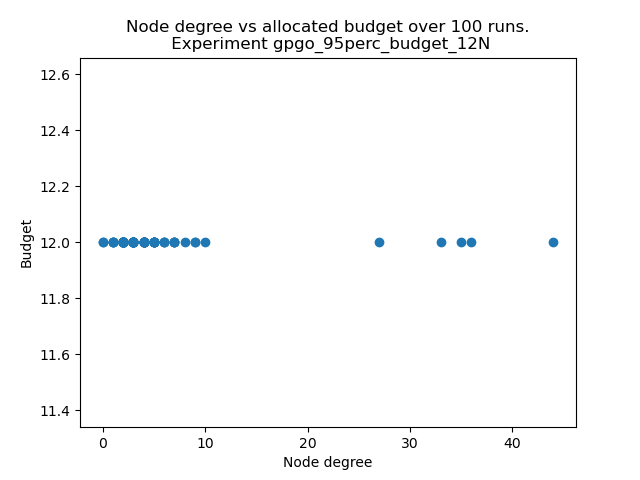 Node degree vs allocated budget over 100 runs.
Experiment gpgo_95perc_budget_12N
12.6
12.4
12.2
12.0
11.8
11.6
11.4
Budget
0 10 20 30 40
Node degree